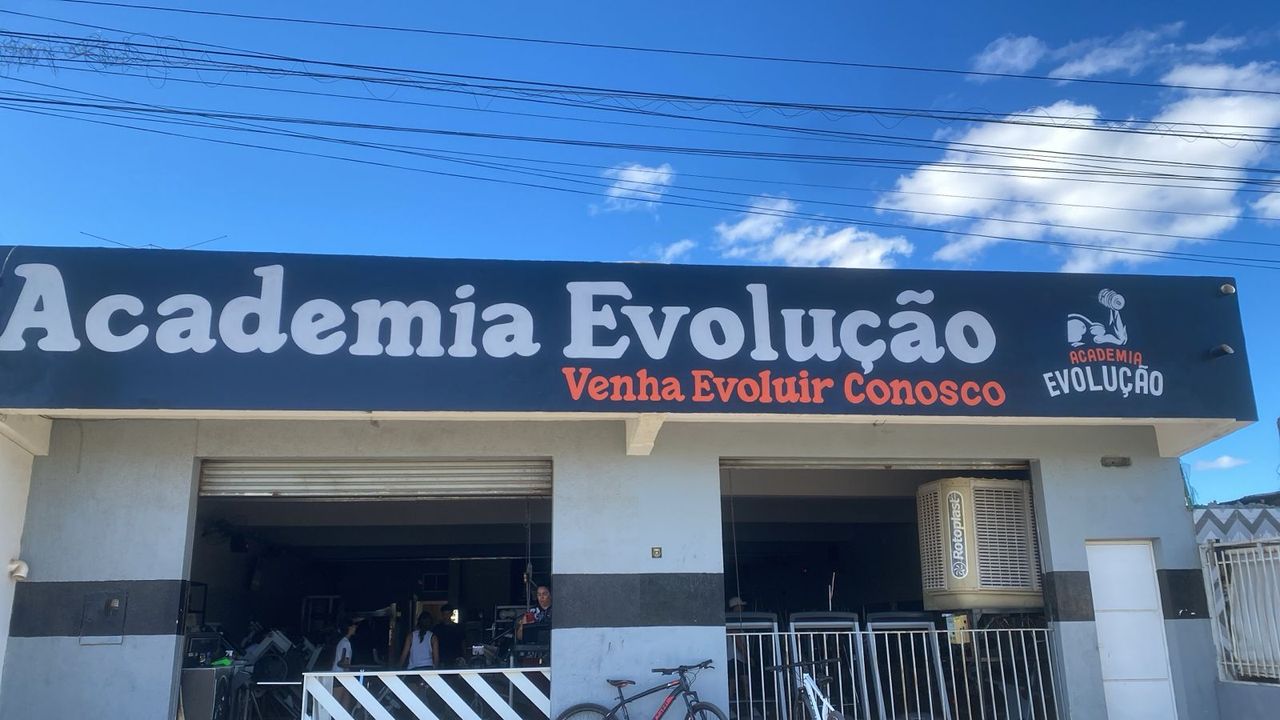 Academia Evolução
Venha Evoluir Conosco
ACADEMIA
EVOLUÇÃO
Rotoplast